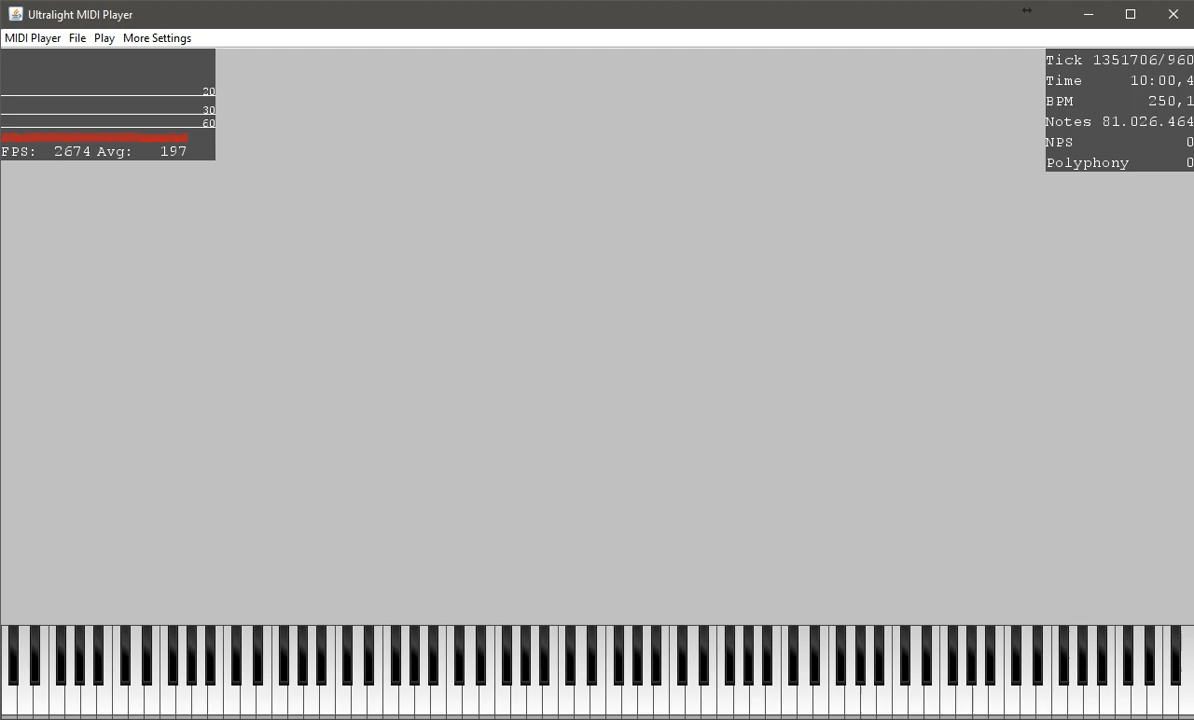 Ultralight MIDI Player
MIDI Player File Play More Settings
20
30
60
FPS: 2674 Avg: 197
Tick 1351706/960
Time 10:00,4
BPM 250,1
Notes 81.026.464
NPS 0
Polyphony 0